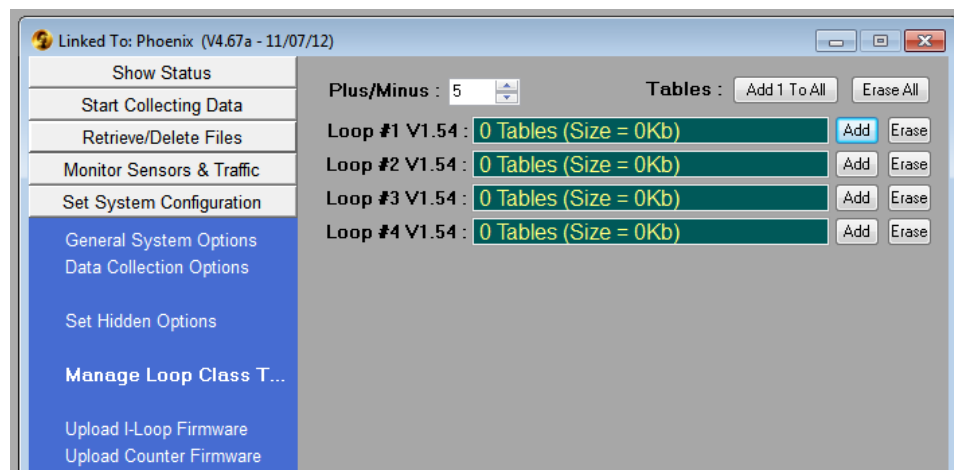 Linked To: Phoenix (V4.67a - 11/07/12)
Show Status
Start Collecting Data
Retrieve/Delete Files
Monitor Sensors & Traffic
Set System Configuration
General System Options
Data Collection Options
Set Hidden Options
Manage Loop Class T...
Upload I-Loop Firmware
Upload Counter Firmware
Plus/Minus : 5 Tables : Add 1 To All Erase All
Loop #1 V1.54 : 0 Tables (Size = 0Kb) Add Erase
Loop #2 V1.54 : 0 Tables (Size = 0Kb) Add Erase
Loop #3 V1.54 : 0 Tables (Size = 0Kb) Add Erase
Loop #4 V1.54 : 0 Tables (Size = 0Kb) Add Erase